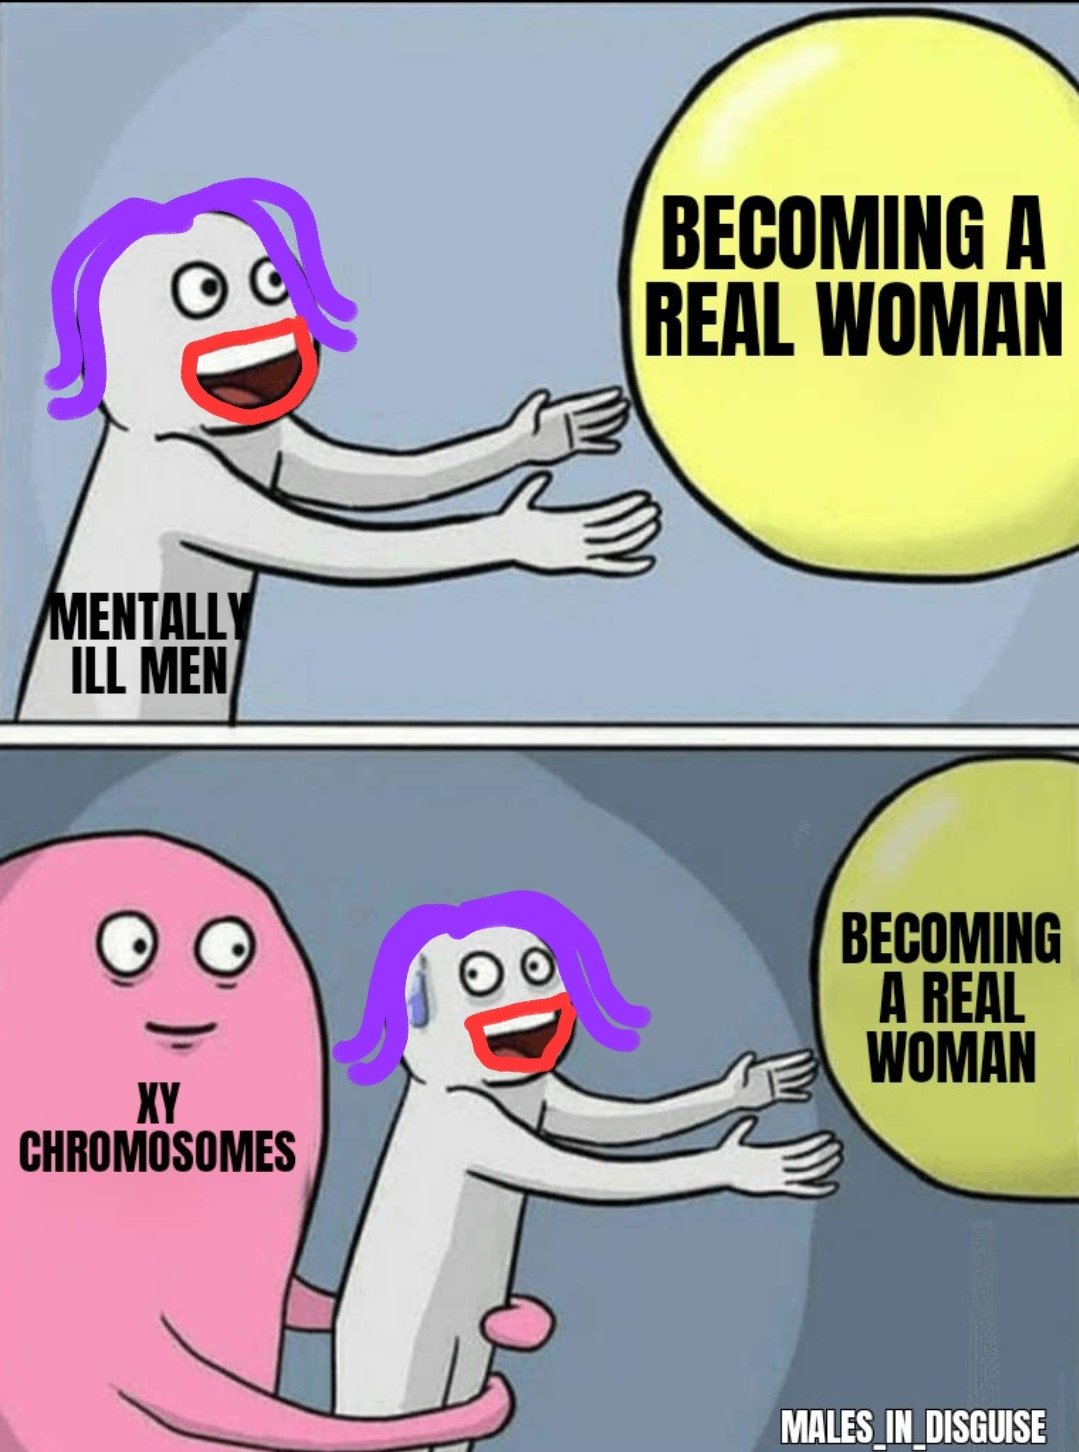 BECOMING A
REAL WOMAN
MENTALLY
ILL MEN
BECOMING
A REAL
WOMAN
XY
CHROMOSOMES
MALES_IN_DISGUISE